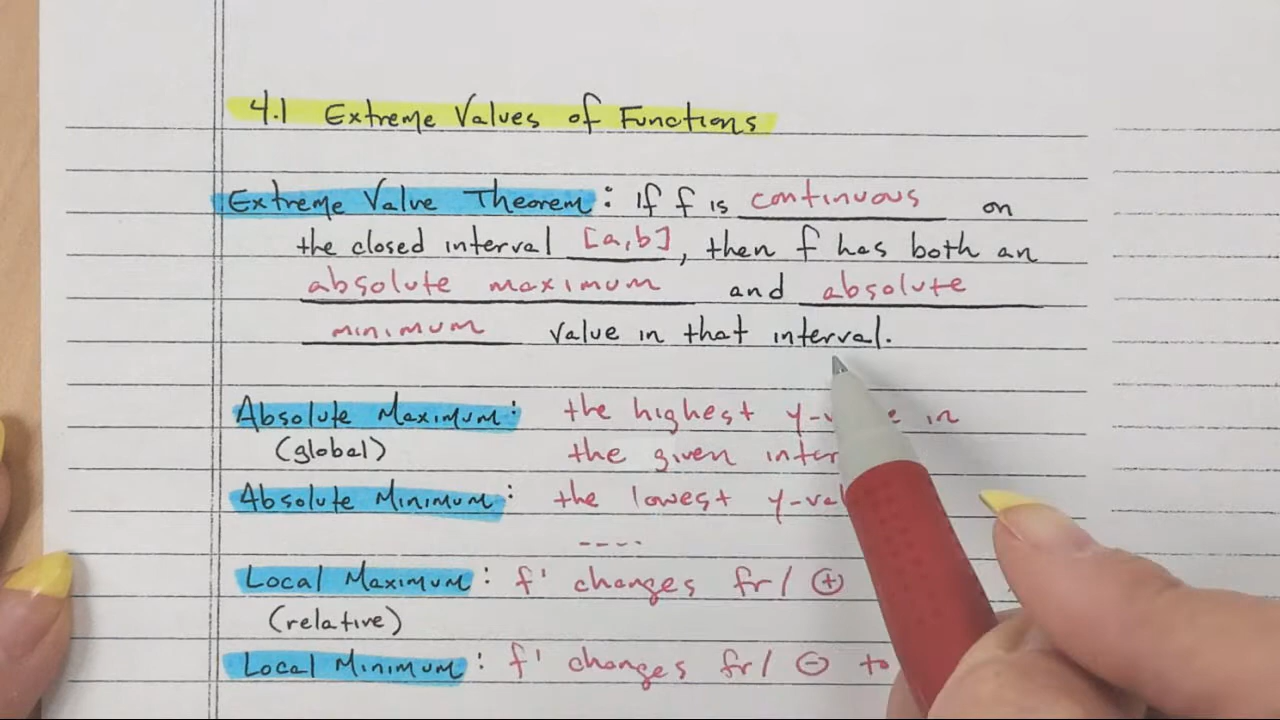 4.1 Extreme Values of Functions
Extreme Value Theorem: If f is continuous on
the closed interval [a,b], then f has both an
absolute maximum and absolute
minimum value in that interval.
Absolute Maximum: the highest in
(global) the given
Absolute Minimum: the lowest
----
Local Maximum: f' changes fr/ ⊕
(relative)
Local Minimum: f' changes fr/ ⊖ to